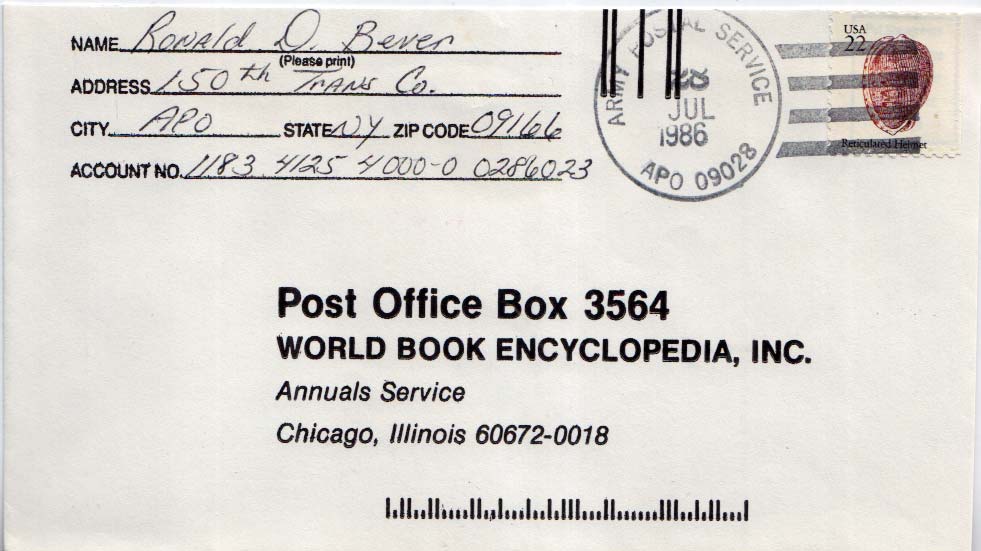 NAME Ronald D. Bever
(Please print)
ADDRESS 150th Trans Co.
CITY APO STATE NY ZIP CODE 09166
ACCOUNT NO. 1183 4125 4000-0 0286023
ARMY POSTAL SERVICE
28
JUL
1986
APO 09028
USA
22
Reticulated Helmet
Post Office Box 3564
WORLD BOOK ENCYCLOPEDIA, INC.
Annuals Service
Chicago, Illinois 60672-0018